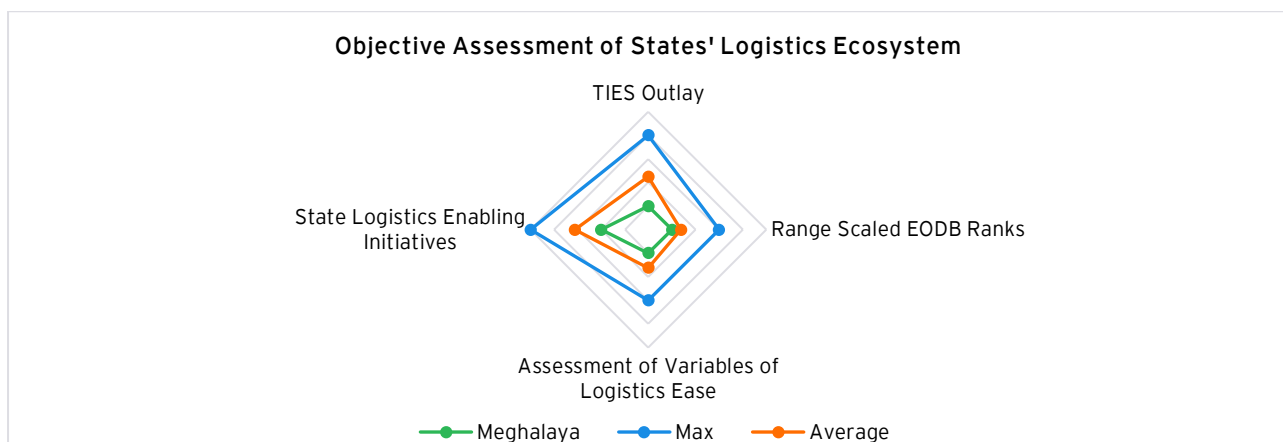 Objective Assessment of States' Logistics Ecosystem
TIES Outlay
State Logistics Enabling
Initiatives
Range Scaled EODB Ranks
Assessment of Variables of
Logistics Ease
Meghalaya
Max
Average